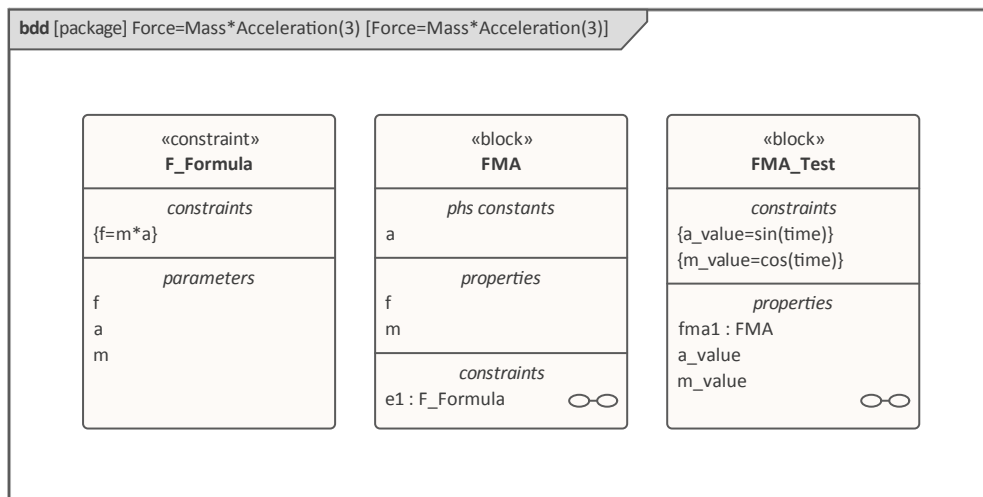 bdd [package] Force=Mass*Acceleration(3) [Force=Mass*Acceleration(3)]
«constraint»
F_Formula
constraints
{f=m*a}
parameters
f
a
m
«block»
FMA
phs constants
a
properties
f
m
constraints
e1 : F_Formula
«block»
FMA_Test
constraints
{a_value=sin(time)}
{m_value=cos(time)}
properties
fma1 : FMA
a_value
m_value